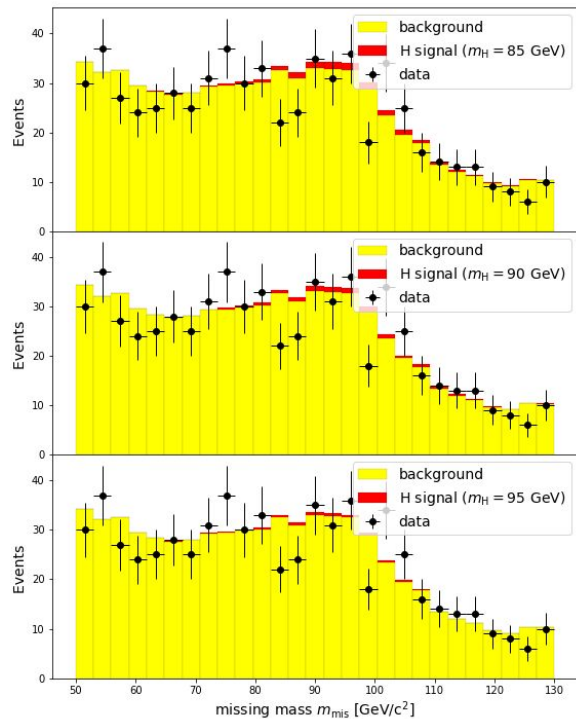 40
30
20
10
0
Events
background
H signal (mH = 85 GeV)
data
40
30
20
10
0
Events
background
H signal (mH = 90 GeV)
data
40
30
20
10
0
Events
background
H signal (mH = 95 GeV)
data
50 60 70 80 90 100 110 120 130
missing mass mmis [GeV/c²]